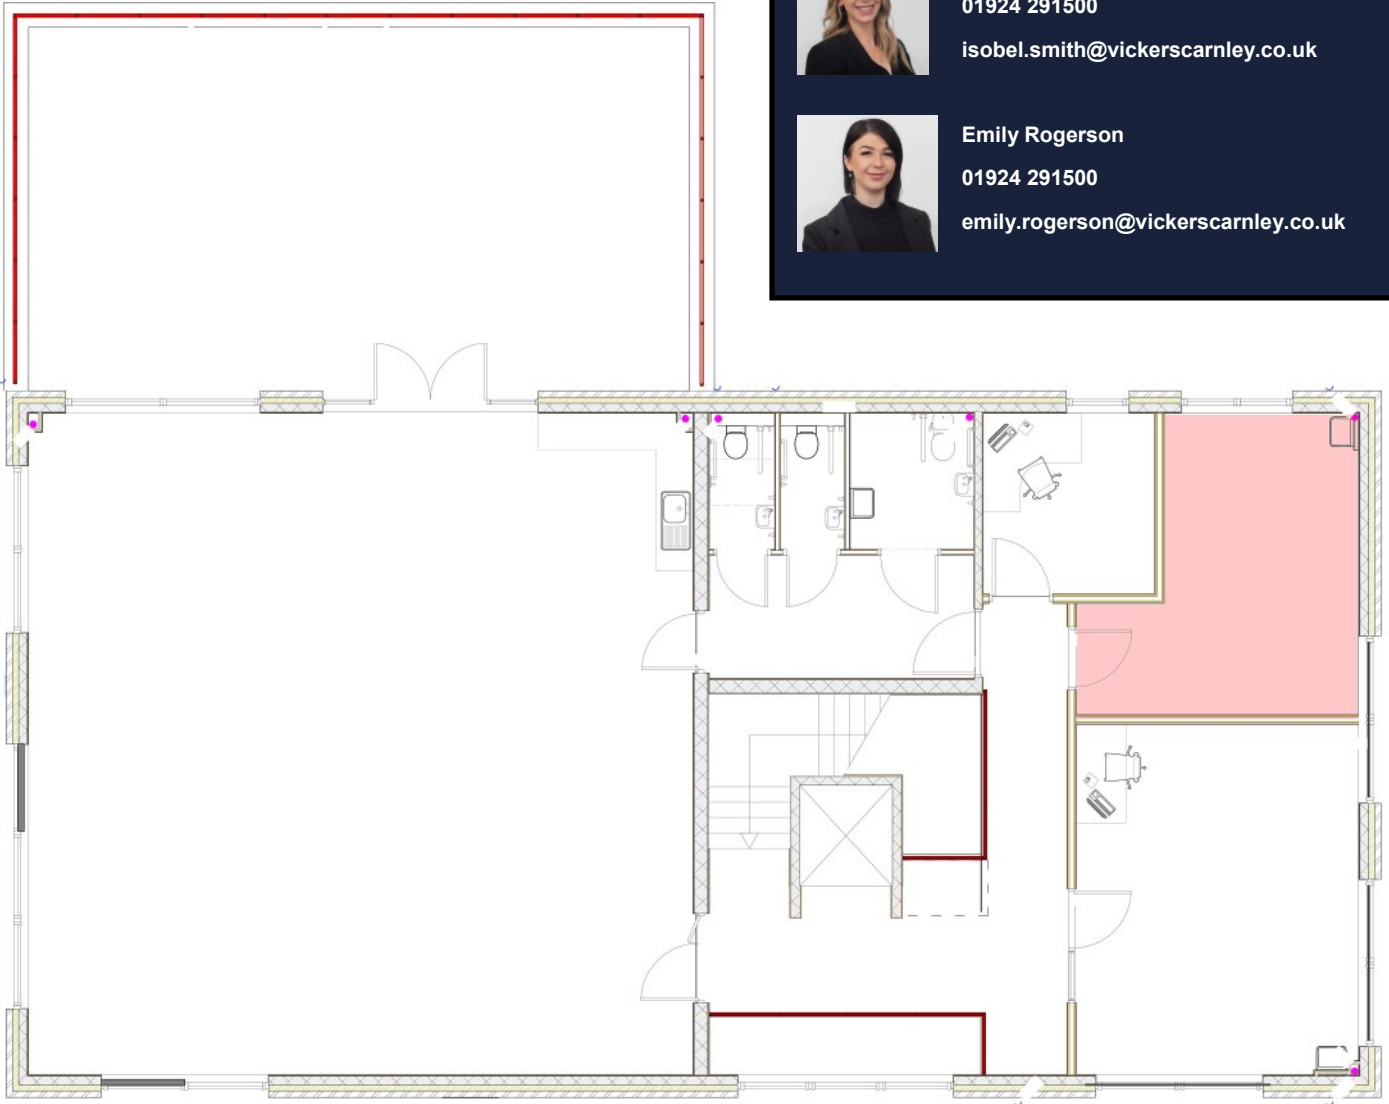 01924 291500
isobel.smith@vickerscarnley.co.uk
Emily Rogerson
01924 291500
emily.rogerson@vickerscarnley.co.uk